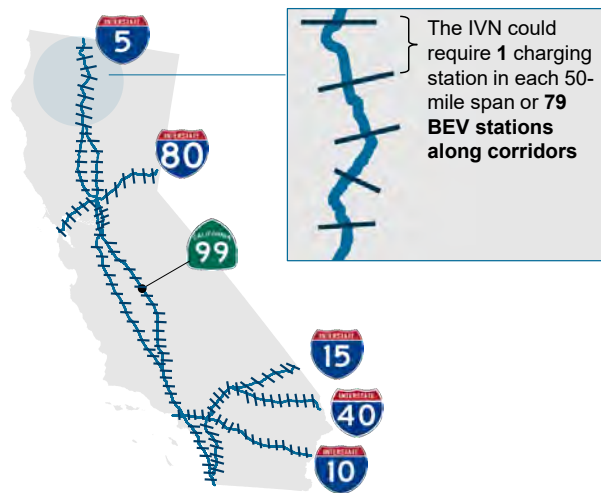 INTERSTATE
5
INTERSTATE
80
CALIFORNIA
99
INTERSTATE
15
INTERSTATE
40
INTERSTATE
10
The IVN could
require 1 charging
station in each 50-
mile span or 79
BEV stations
along corridors